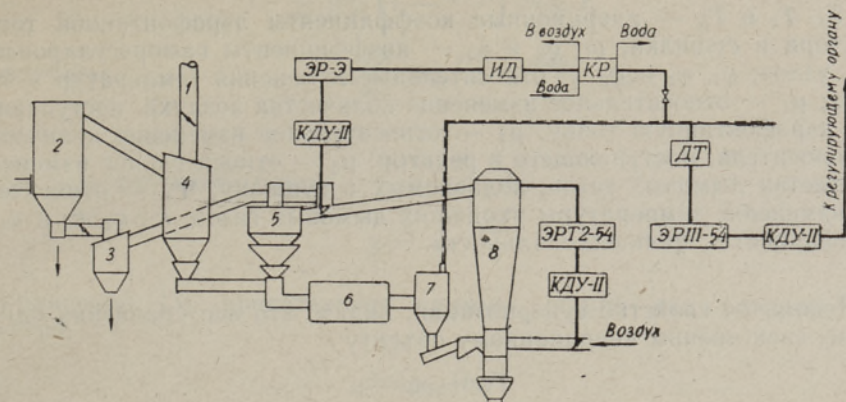 В воздух
Вода
ЭР-Э
ИД
КР
Вода
КДУ-II
1
2
3
4
5
6
7
8
ДТ
ЭРТ2-54
ЭРIII-54
КДУ-II
КДУ-II
Воздух
К регулирующему органу